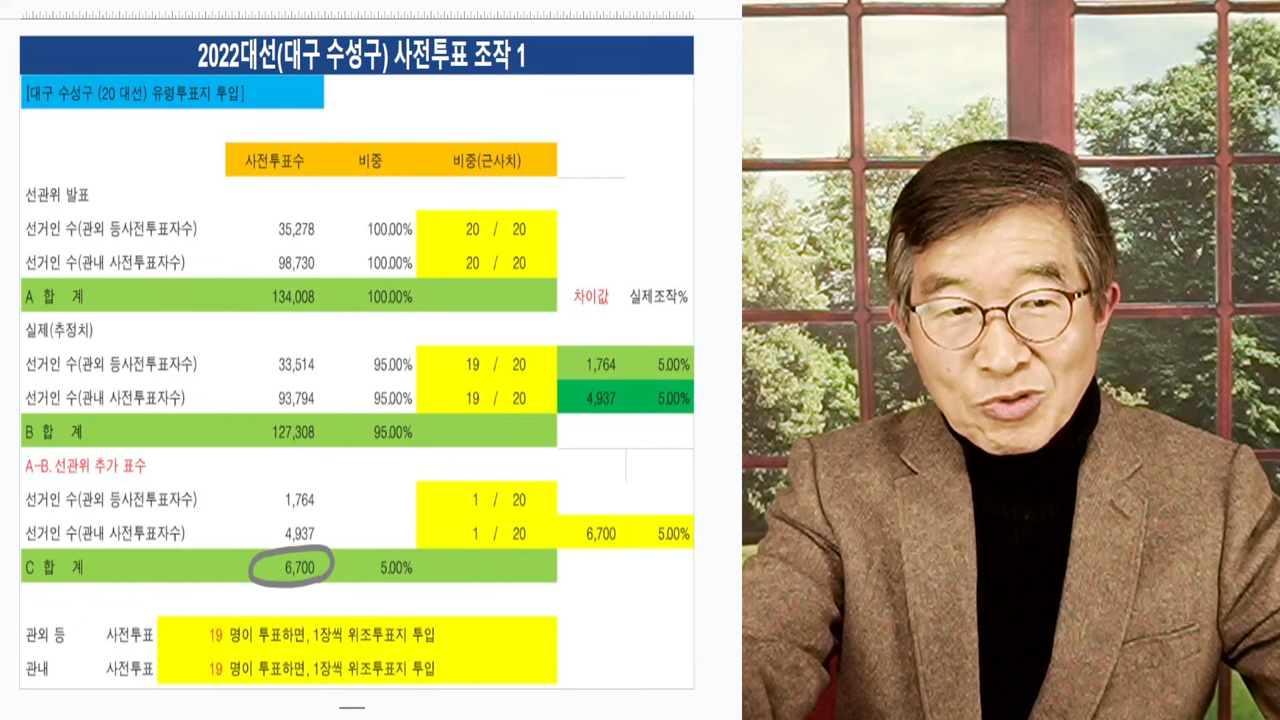 2022대선(대구 수성구) 사전투표 조작 1
[대구 수성구 (20 대선) 유령투표지 투입]
사전투표수 비중 비중(근사치)
선관위 발표
선거인 수(관외 등사전투표자수) 35,278 100.00% 20 / 20
선거인 수(관내 사전투표자수) 98,730 100.00% 20 / 20
A 합 계 134,008 100.00% 차이값 실제조작%
실제(추정치)
선거인 수(관외 등사전투표자수) 33,514 95.00% 19 / 20 1,764 5.00%
선거인 수(관내 사전투표자수) 93,794 95.00% 19 / 20 4,937 5.00%
B 합 계 127,308 95.00%
A-B. 선관위 추가 표수
선거인 수(관외 등사전투표자수) 1,764 1 / 20
선거인 수(관내 사전투표자수) 4,937 1 / 20 6,700 5.00%
C 합 계 6,700 5.00%
관외 등 사전투표 19 명이 투표하면, 1장씩 위조투표지 투입
관내 사전투표 19 명이 투표하면, 1장씩 위조투표지 투입